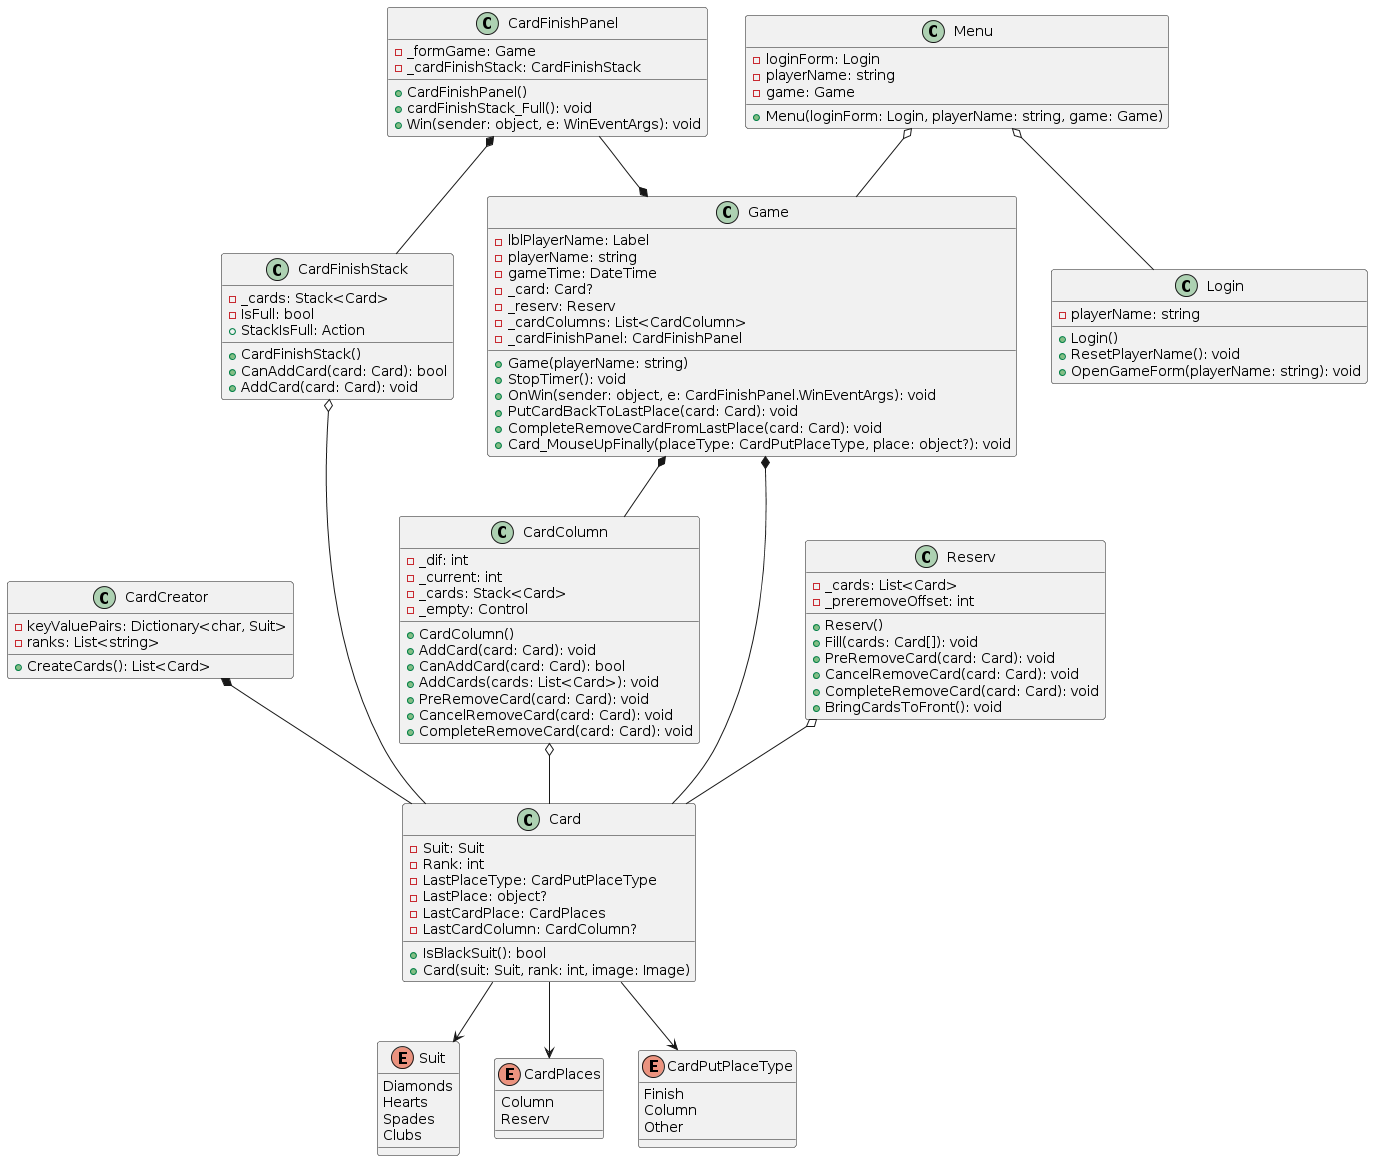 C CardFinishPanel
_formGame: Game
_cardFinishStack: CardFinishStack
CardFinishPanel()
cardFinishStack_Full(): void
Win(sender: object, e: WinEventArgs): void
C Menu
loginForm: Login
playerName: string
game: Game
Menu(loginForm: Login, playerName: string, game: Game)
C Game
lblPlayerName: Label
playerName: string
gameTime: DateTime
_card: Card?
_reserv: Reserv
_cardColumns: List<CardColumn>
_cardFinishPanel: CardFinishPanel
Game(playerName: string)
StopTimer(): void
OnWin(sender: object, e: CardFinishPanel.WinEventArgs): void
PutCardBackToLastPlace(card: Card): void
CompleteRemoveCardFromLastPlace(card: Card): void
Card_MouseUpFinally(placeType: CardPutPlaceType, place: object?): void
C CardFinishStack
_cards: Stack<Card>
IsFull: bool
StackIsFull: Action
CardFinishStack()
CanAddCard(card: Card): bool
AddCard(card: Card): void
C Login
playerName: string
Login()
ResetPlayerName(): void
OpenGameForm(playerName: string): void
C CardColumn
_dif: int
_current: int
_cards: Stack<Card>
_empty: Control
CardColumn()
AddCard(card: Card): void
CanAddCard(card: Card): bool
AddCards(cards: List<Card>): void
PreRemoveCard(card: Card): void
CancelRemoveCard(card: Card): void
CompleteRemoveCard(card: Card): void
C Reserv
_cards: List<Card>
_preremoveOffset: int
Reserv()
Fill(cards: Card[]): void
PreRemoveCard(card: Card): void
CancelRemoveCard(card: Card): void
CompleteRemoveCard(card: Card): void
BringCardsToFront(): void
C CardCreator
keyValuePairs: Dictionary<char, Suit>
ranks: List<string>
CreateCards(): List<Card>
C Card
Suit: Suit
Rank: int
LastPlaceType: CardPutPlaceType
LastPlace: object?
LastCardPlace: CardPlaces
LastCardColumn: CardColumn?
IsBlackSuit(): bool
Card(suit: Suit, rank: int, image: Image)
E Suit
Diamonds
Hearts
Spades
Clubs
E CardPlaces
Column
Reserv
E CardPutPlaceType
Finish
Column
Other